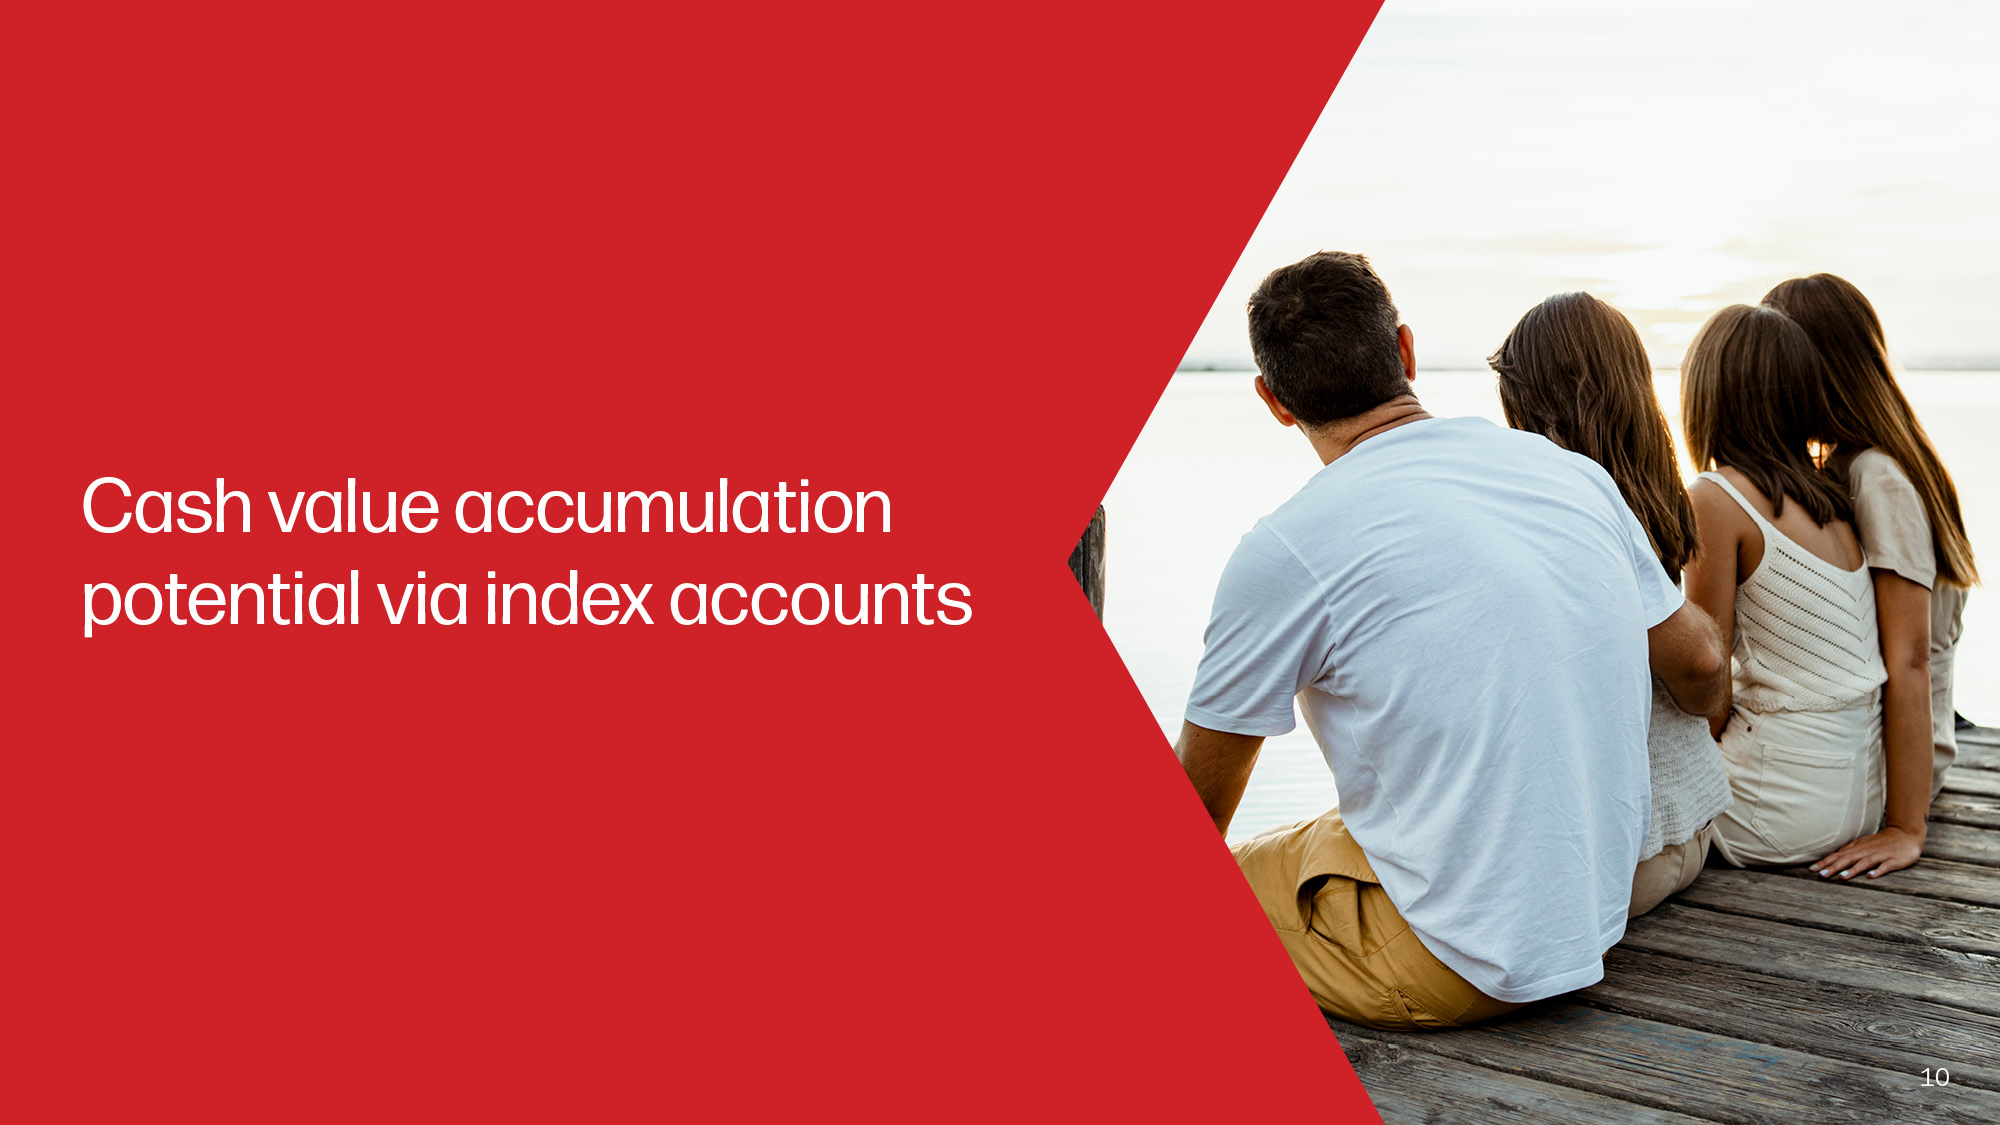 Cash value accumulation
potential via index accounts
10